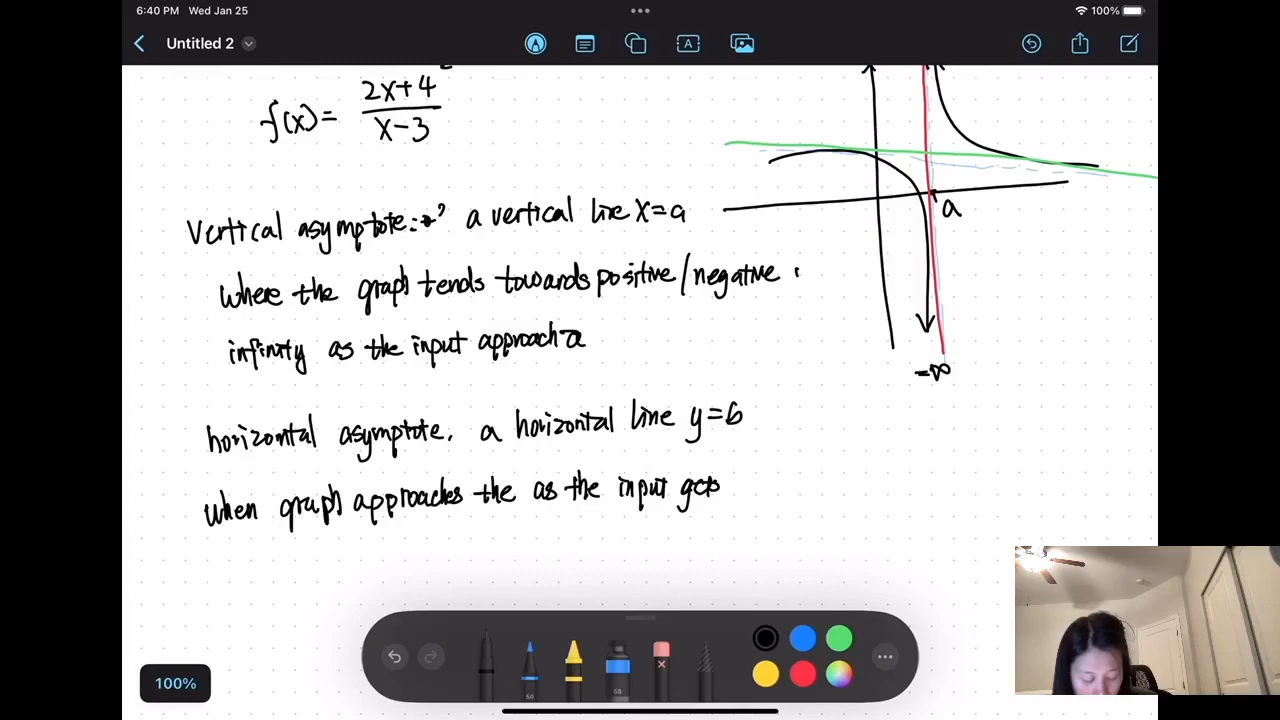 6:40 PM Wed Jan 25
100%
Untitled 2
f(x) = 2x+4 / x-3
Vertical asymptote: a vertical line x=a
where the graph tends towards positive/negative
infinity as the input approach a
horizontal asymptote. a horizontal line y=b
when graph approaches the as the input gets
a
-∞
50
58
100%